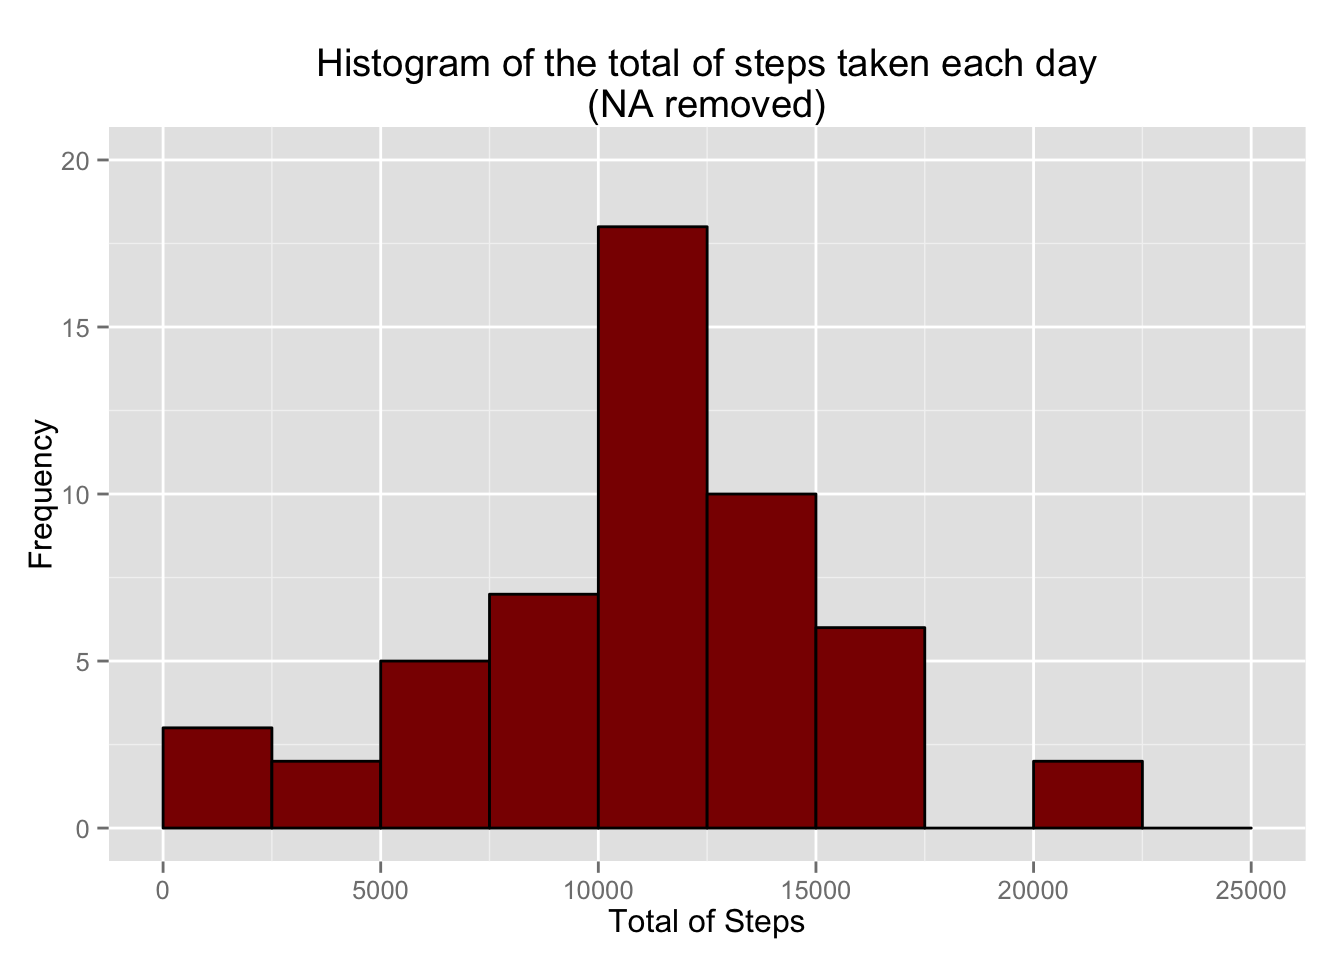 Histogram of the total of steps taken each day
(NA removed)
20
15
10
5
0
Frequency
0 5000 10000 15000 20000 25000
Total of Steps